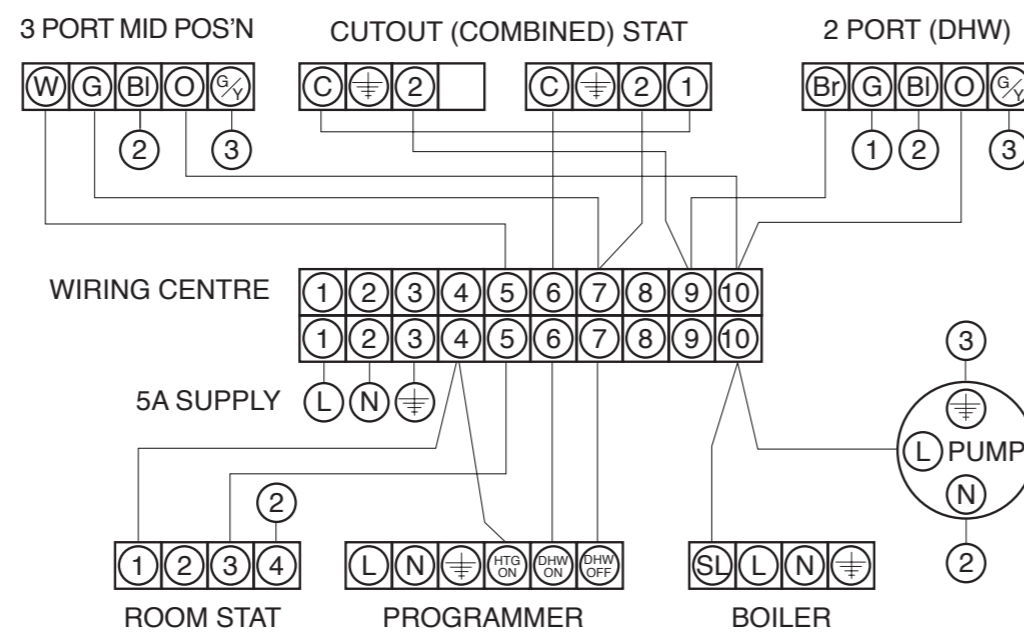 3 PORT MID POS'N CUTOUT (COMBINED) STAT 2 PORT (DHW)
W G Bl O G/Y C 2 C 2 1 Br G Bl O G/Y
2 3 1 2 3
WIRING CENTRE 1 2 3 4 5 6 7 8 9 10
1 2 3 4 5 6 7 8 9 10
3
5A SUPPLY L N
L PUMP
N
2
2
1 2 3 4 L N HTG ON DHW ON DHW OFF SL L N
ROOM STAT PROGRAMMER BOILER